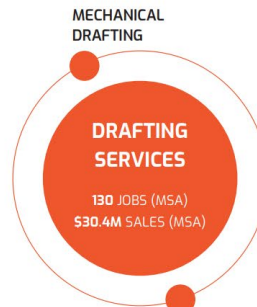 MECHANICAL
DRAFTING
DRAFTING
SERVICES
130 JOBS (MSA)
$30.4M SALES (MSA)